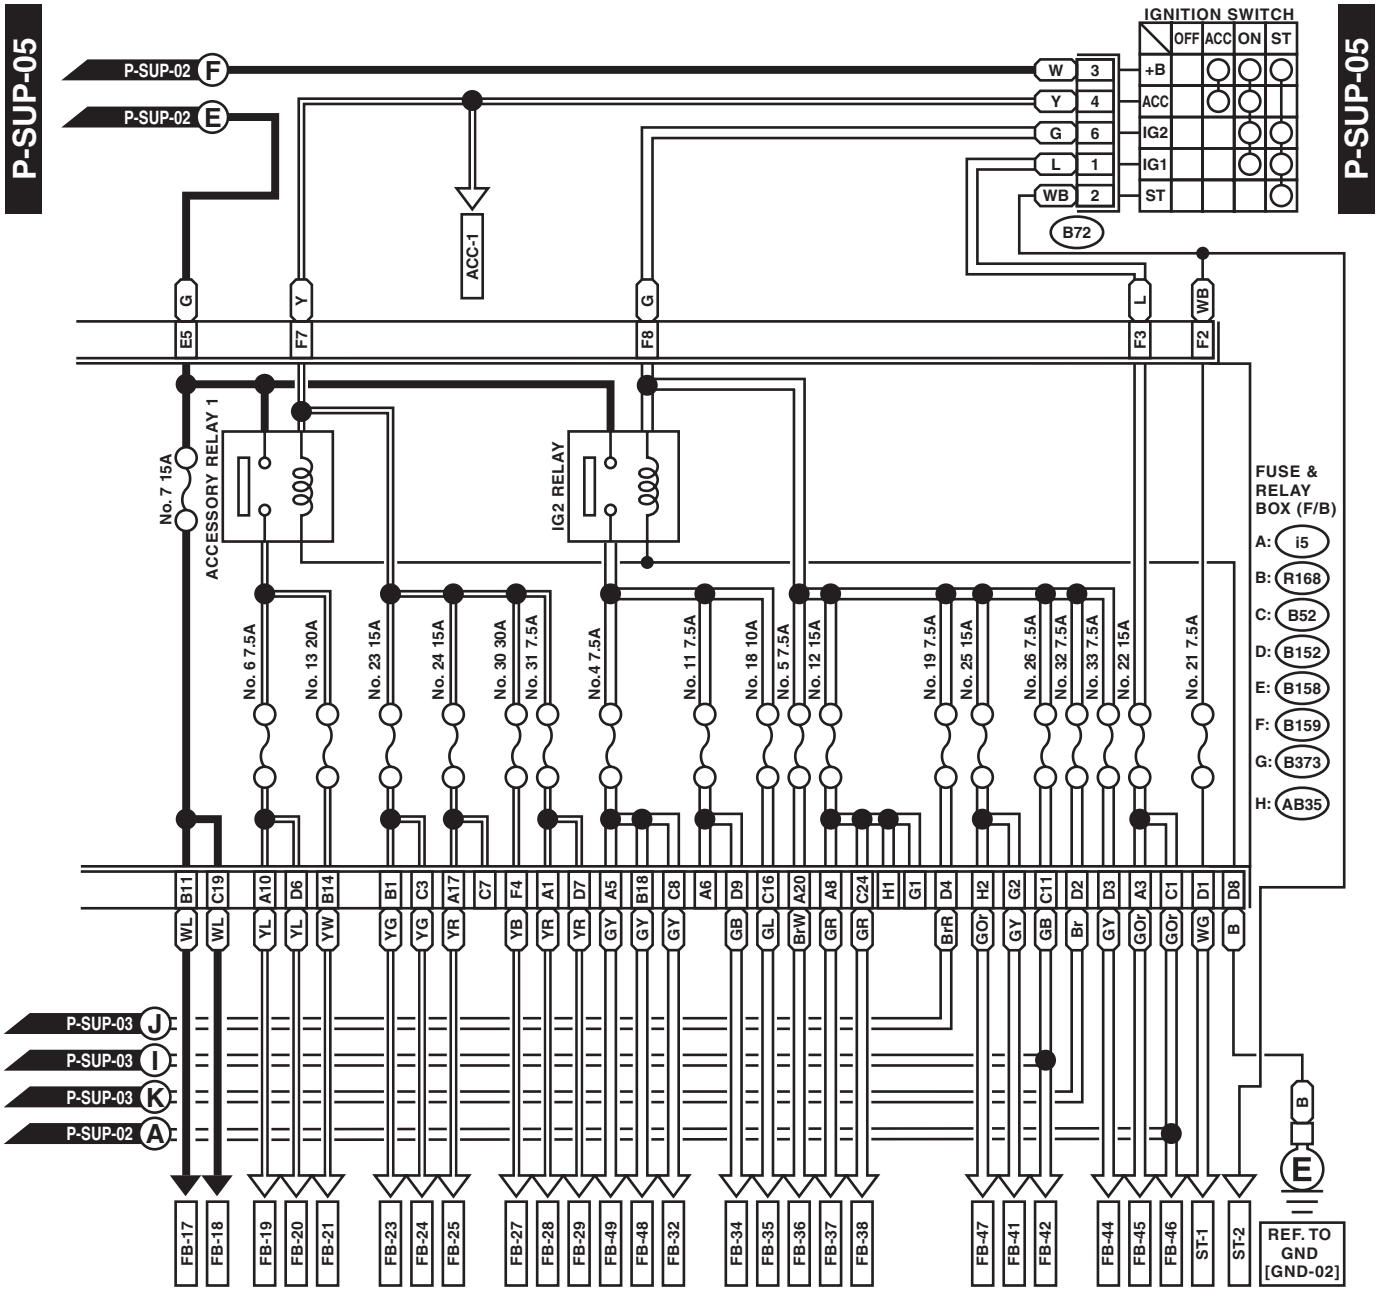 P-SUP-05
P-SUP-05
IGNITION SWITCH
OFF ACC ON ST
P-SUP-02 F
W 3 +B
P-SUP-02 E
Y 4 ACC
G 6 IG2
L 1 IG1
WB 2 ST
B72
ACC-1
G Y G L WB
E5 F7 F8 F3 F2
No. 7 15A
ACCESSORY RELAY 1
IG2 RELAY
FUSE &
RELAY
BOX (F/B)
A: i5
B: R168
C: B52
D: B152
E: B158
F: B159
G: B373
H: AB35
No. 6 7.5A
No. 13 20A
No. 23 15A
No. 24 15A
No. 30 30A
No. 31 7.5A
No.4 7.5A
No. 11 7.5A
No. 18 10A
No. 5 7.5A
No. 12 15A
No. 19 7.5A
No. 25 15A
No. 26 7.5A
No. 32 7.5A
No. 33 7.5A
No. 22 15A
No. 21 7.5A
B11 C19 A10 D6 B14 B1 C3 A17 C7 F4 A1 D7 A5 B18 C8 A6 D9 C16 A20 A8 C24 H1 G1 D4 H2 G2 C11 D2 D3 A3 C1 D1 D8
WL WL YL YL YW YG YG YR YB YR YR GY GY GY GB GL BrW GR GR BrR GOr GY GB Br GY GOr GOr WG B
P-SUP-03 J
P-SUP-03 I
P-SUP-03 K
P-SUP-02 A
B
E
FB-17 FB-18 FB-19 FB-20 FB-21 FB-23 FB-24 FB-25 FB-27 FB-28 FB-29 FB-49 FB-48 FB-32 FB-34 FB-35 FB-36 FB-37 FB-38 FB-47 FB-41 FB-42 FB-44 FB-45 FB-46 ST-1 ST-2
REF. TO
GND
[GND-02]